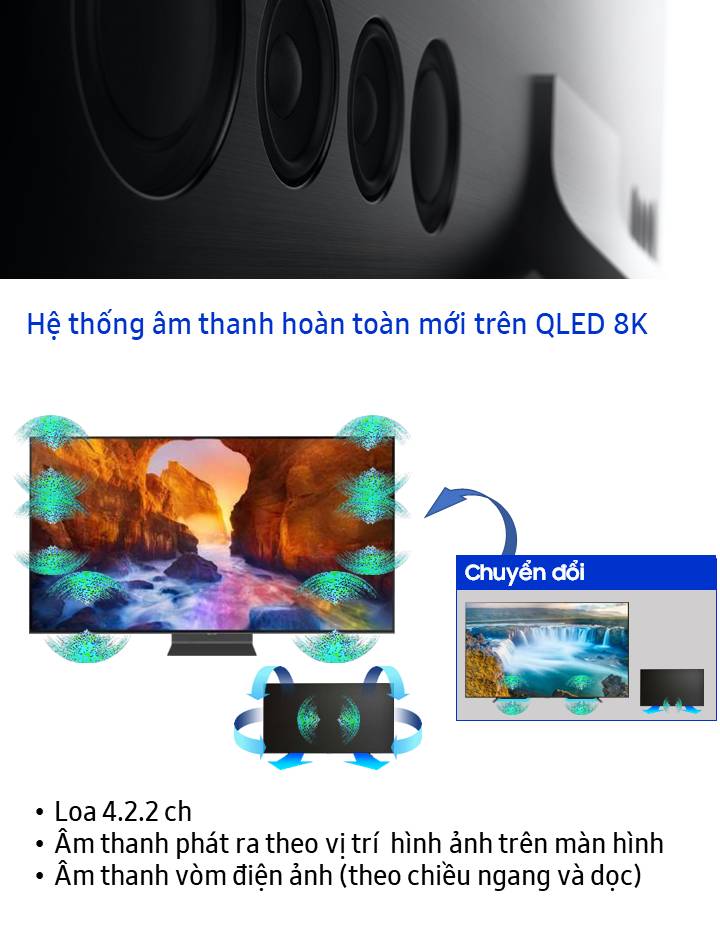 Hệ thống âm thanh hoàn toàn mới trên QLED 8K
Chuyển đổi
• Loa 4.2.2 ch
• Âm thanh phát ra theo vị trí hình ảnh trên màn hình
• Âm thanh vòm điện ảnh (theo chiều ngang và dọc)